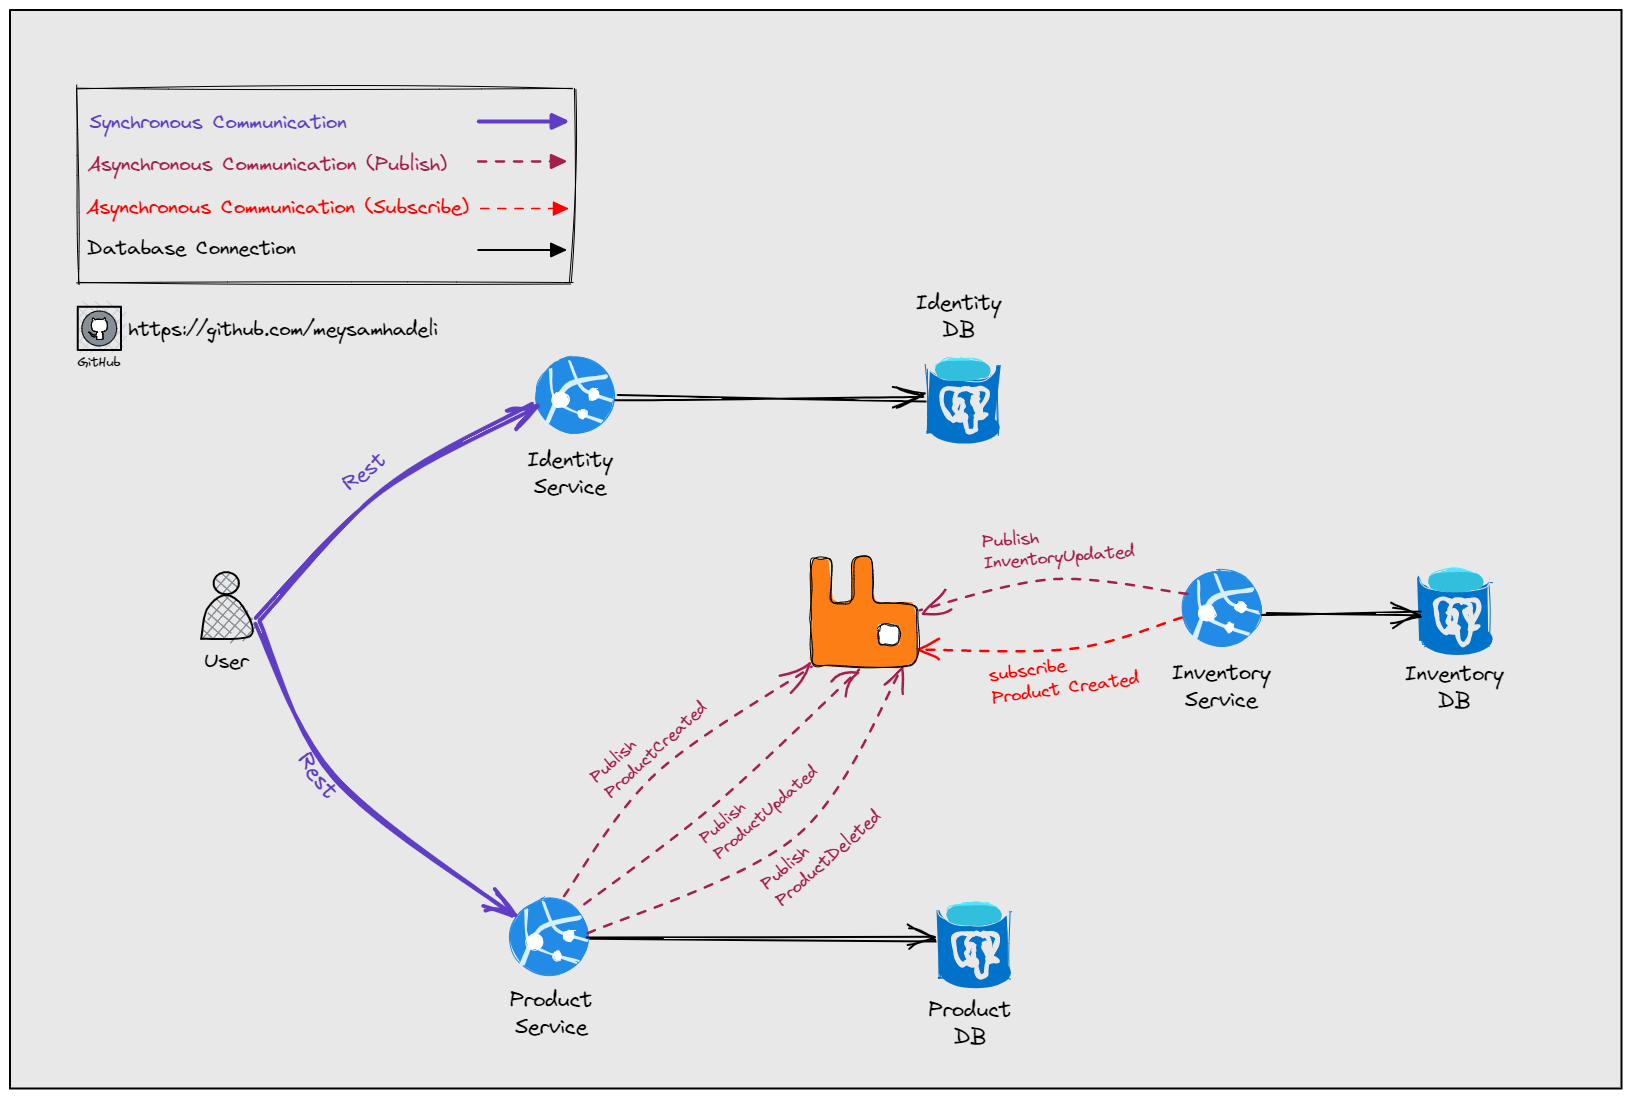 Synchronous Communication
Asynchronous Communication (Publish)
Asynchronous Communication (Subscribe)
Database Connection
https://github.com/meysamhadeli
GitHub
Identity
DB
Rest
Identity
Service
Publish
InventoryUpdated
User
subscribe
Product Created
Inventory
Service
Inventory
DB
Rest
Publish
ProductCreated
Publish
ProductUpdated
Publish
ProductDeleted
Product
Service
Product
DB